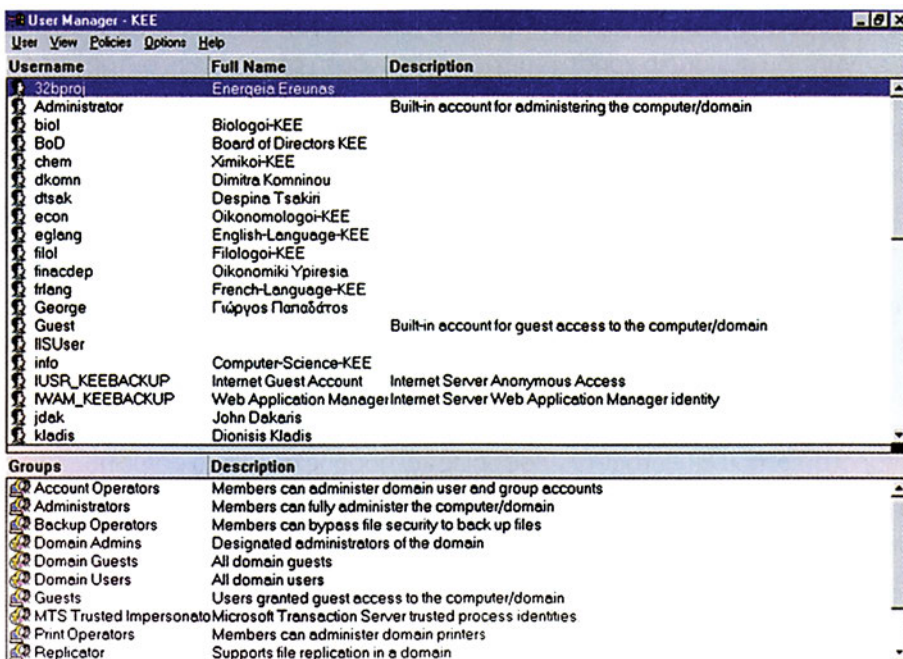 User Manager - KEE
User View Policies Options Help
Username Full Name Description
32bproj Energeia Ereunas
Administrator Built-in account for administering the computer/domain
biol Biologoi-KEE
BoD Board of Directors KEE
chem Ximikoi-KEE
dkomn Dimitra Komninou
dtsak Despina Tsakiri
econ Oikonomologoi-KEE
eglang English-Language-KEE
filol Filologoi-KEE
finacdep Oikonomiki Ypiresia
frlang French-Language-KEE
George Γιώργος Παπαδάτος
Guest Built-in account for guest access to the computer/domain
IISUser
info Computer-Science-KEE
IUSR_KEEBACKUP Internet Guest Account Internet Server Anonymous Access
IWAM_KEEBACKUP Web Application Manager Internet Server Web Application Manager identity
jdak John Dakaris
kladis Dionisis Kladis
Groups Description
Account Operators Members can administer domain user and group accounts
Administrators Members can fully administer the computer/domain
Backup Operators Members can bypass file security to back up files
Domain Admins Designated administrators of the domain
Domain Guests All domain guests
Domain Users All domain users
Guests Users granted guest access to the computer/domain
MTS Trusted Impersonato Microsoft Transaction Server trusted process identities
Print Operators Members can administer domain printers
Replicator Supports file replication in a domain